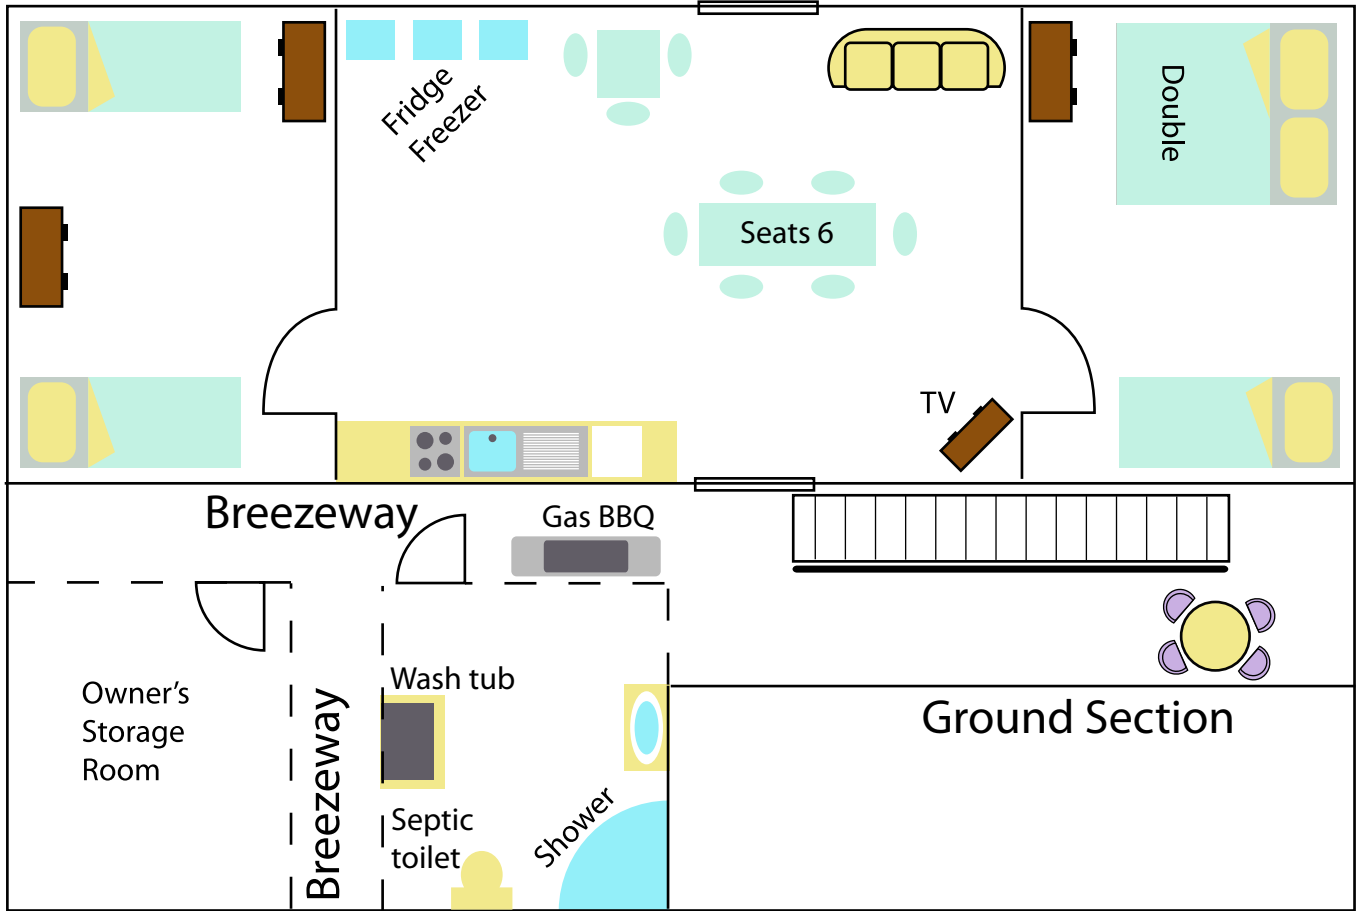 Fridge
Freezer
Double
Seats 6
TV
Breezeway
Gas BBQ
Owner’s
Storage
Room
Breezeway
Wash tub
Septic
toilet
Shower
Ground Section